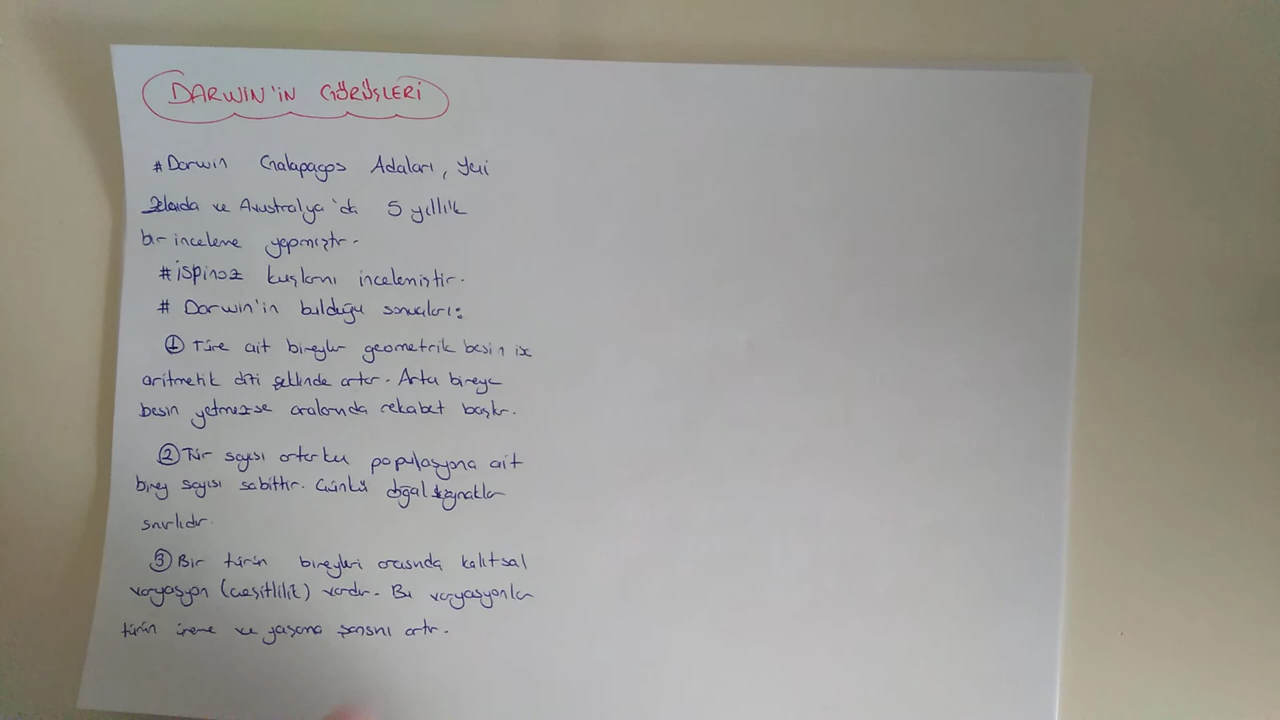 DARWIN'İN GÖRÜŞLERİ
# Darwin Galapagos Adaları, Yeni
Zelanda ve Avustralya'da 5 yıllık
bir inceleme yapmıştır.
# İspinoz kuşlarını incelemiştir.
# Darwin'in bulduğu sonuçları:
① Türe ait bireyler geometrik besin ise
aritmetik dizi şeklinde artar. Artan bireye
besin yetmezse aralarında rekabet başlar.
② Tür sayısı artarken populasyona ait
birey sayısı sabittir. Çünkü doğal kaynaklar
sınırlıdır.
③ Bir türün bireyleri arasında kalıtsal
varyasyon (çeşitlilik) vardır. Bu varyasyonlar
türün üreme ve yaşama şansını artır.